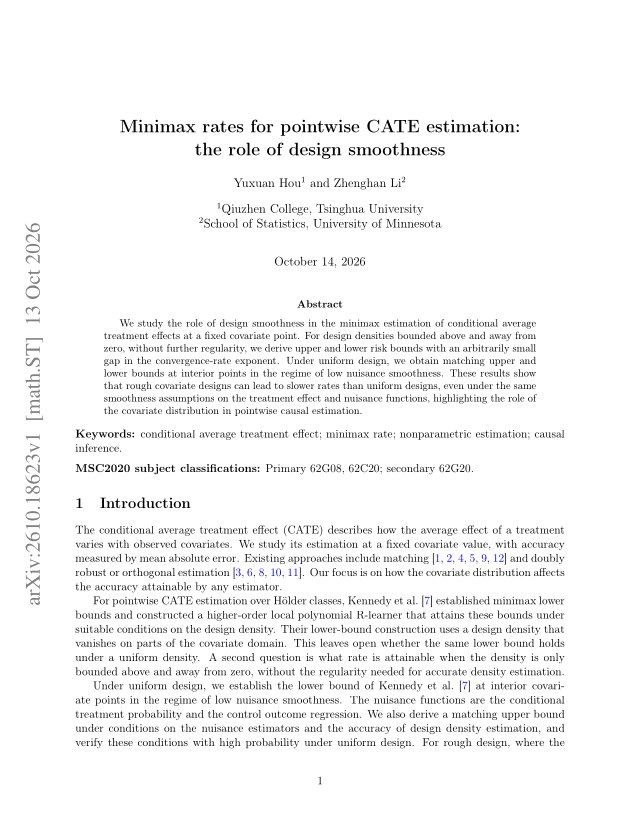 Minimax rates for pointwise CATE estimation:
the role of design smoothness
Yuxuan Hou1 and Zhenghan Li2
1Qiuzhen College, Tsinghua University
2School of Statistics, University of Minnesota
October 14, 2026
Abstract
We study the role of design smoothness in the minimax estimation of conditional average
treatment effects at a fixed covariate point. For design densities bounded above and away from
zero, without further regularity, we derive upper and lower risk bounds with an arbitrarily small
gap in the convergence-rate exponent. Under uniform design, we obtain matching upper and
lower bounds at interior points in the regime of low nuisance smoothness. These results show
that rough covariate designs can lead to slower rates than uniform designs, even under the same
smoothness assumptions on the treatment effect and nuisance functions, highlighting the role of
the covariate distribution in pointwise causal estimation.
Keywords: conditional average treatment effect; minimax rate; nonparametric estimation; causal
inference.
MSC2020 subject classifications: Primary 62G08, 62C20; secondary 62G20.
1 Introduction
The conditional average treatment effect (CATE) describes how the average effect of a treatment
varies with observed covariates. We study its estimation at a fixed covariate value, with accuracy
measured by mean absolute error. Existing approaches include matching [1, 2, 4, 5, 9, 12] and doubly
robust or orthogonal estimation [3, 6, 8, 10, 11]. Our focus is on how the covariate distribution affects
the accuracy attainable by any estimator.
For pointwise CATE estimation over Hölder classes, Kennedy et al. [7] established minimax lower
bounds and constructed a higher-order local polynomial R-learner that attains these bounds under
suitable conditions on the design density. Their lower-bound construction uses a design density that
vanishes on parts of the covariate domain. This leaves open whether the same lower bound holds
under a uniform density. A second question is what rate is attainable when the density is only
bounded above and away from zero, without the regularity needed for accurate density estimation.
Under uniform design, we establish the lower bound of Kennedy et al. [7] at interior covari-
ate points in the regime of low nuisance smoothness. The nuisance functions are the conditional
treatment probability and the control outcome regression. We also derive a matching upper bound
under conditions on the nuisance estimators and the accuracy of design density estimation, and
verify these conditions with high probability under uniform design. For rough design, where the
1
arXiv:2610.18623v1 [math.ST] 13 Oct 2026